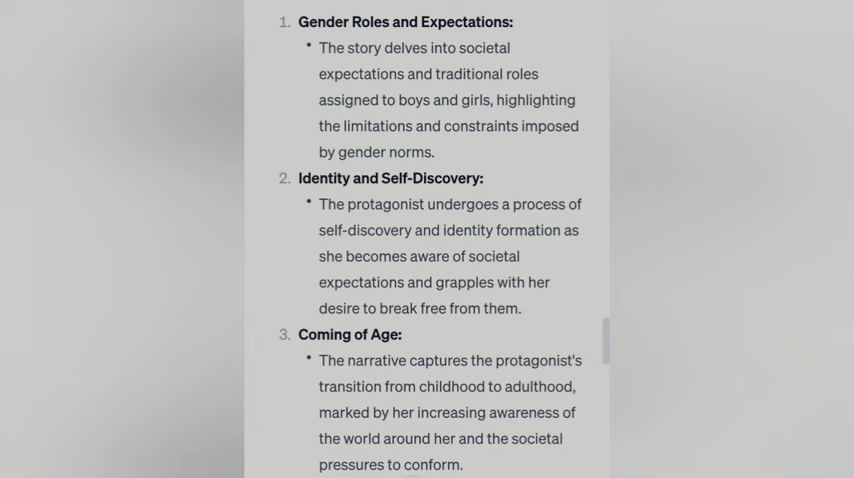 1. Gender Roles and Expectations:
• The story delves into societal
expectations and traditional roles
assigned to boys and girls, highlighting
the limitations and constraints imposed
by gender norms.
2. Identity and Self-Discovery:
• The protagonist undergoes a process of
self-discovery and identity formation as
she becomes aware of societal
expectations and grapples with her
desire to break free from them.
3. Coming of Age:
• The narrative captures the protagonist's
transition from childhood to adulthood,
marked by her increasing awareness of
the world around her and the societal
pressures to conform.